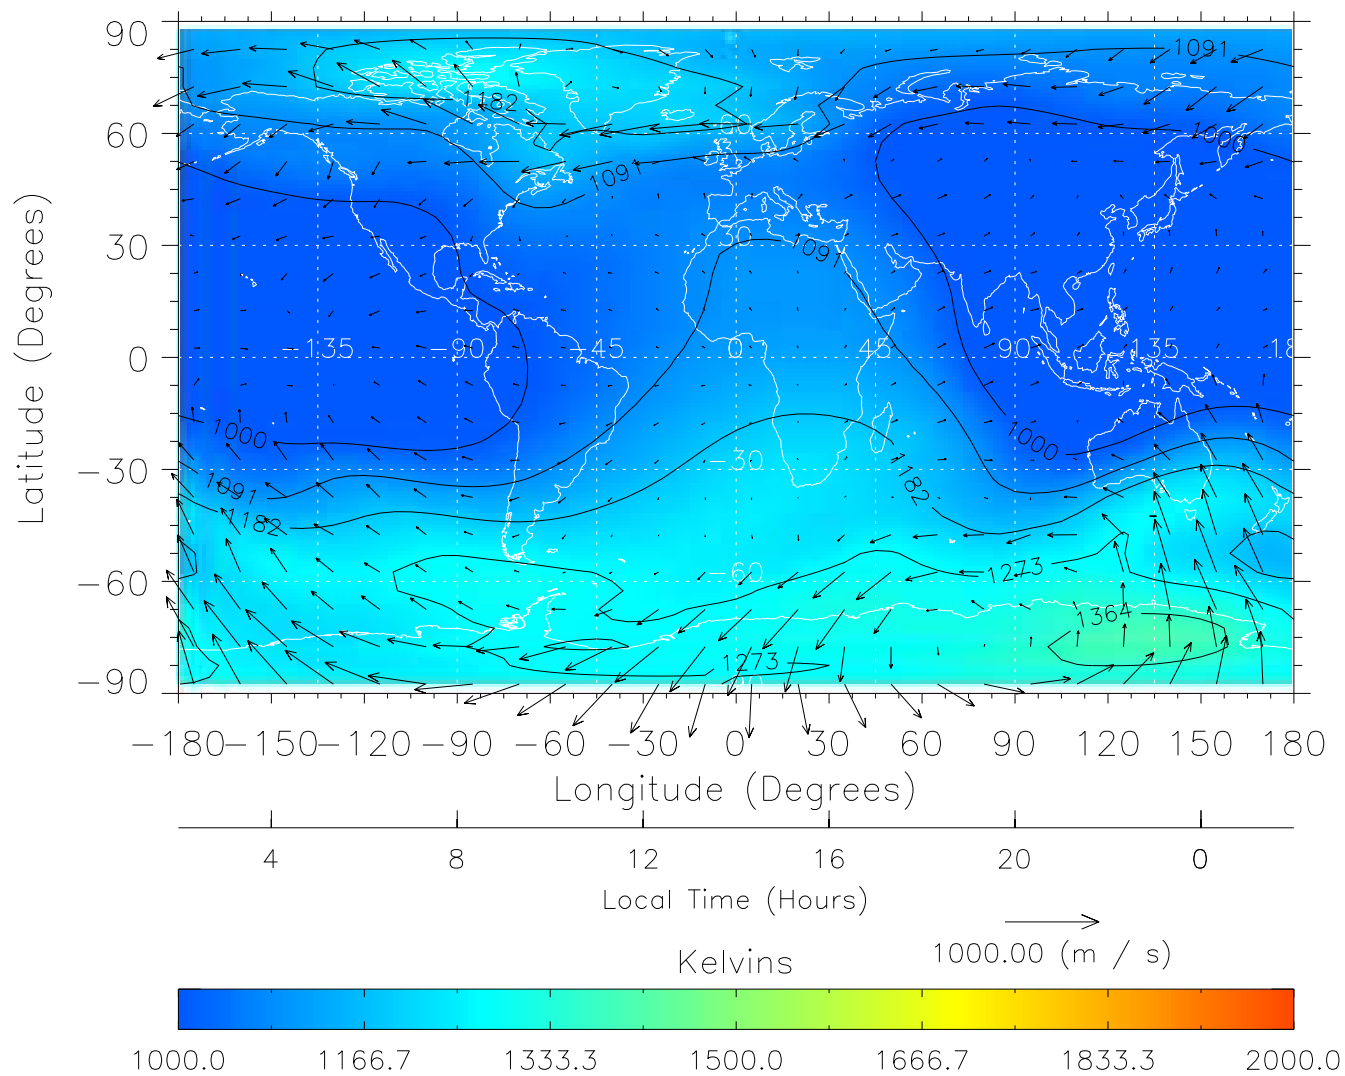 90
60
30
0
−30
−60
−90
Latitude (Degrees)
1091
1182
1000
1091
60
30
1091
−135 −90 −45 0 45 90 135 18
1000
1000
−30
1091
1182
1182
−60
1273
1364
1273
−180 −150 −120 −90 −60 −30 0 30 60 90 120 150 180
Longitude (Degrees)
4 8 12 16 20 0
Local Time (Hours)
1000.00 (m / s)
Kelvins
1000.0 1166.7 1333.3 1500.0 1666.7 1833.3 2000.0